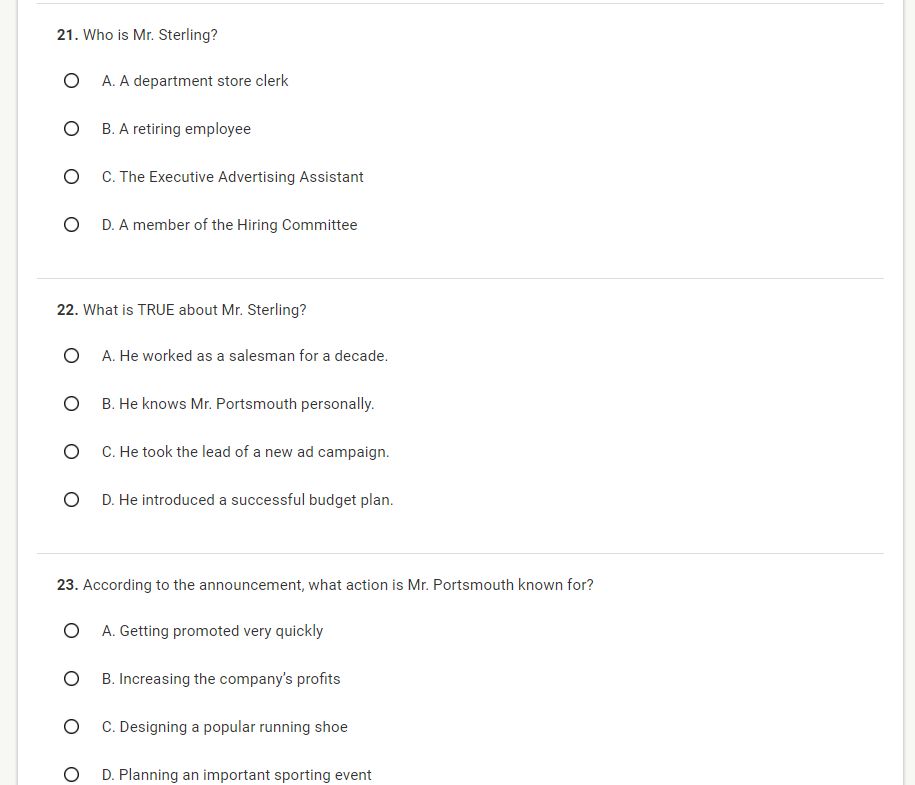 21. Who is Mr. Sterling?
A. A department store clerk
B. A retiring employee
C. The Executive Advertising Assistant
D. A member of the Hiring Committee
22. What is TRUE about Mr. Sterling?
A. He worked as a salesman for a decade.
B. He knows Mr. Portsmouth personally.
C. He took the lead of a new ad campaign.
D. He introduced a successful budget plan.
23. According to the announcement, what action is Mr. Portsmouth known for?
A. Getting promoted very quickly
B. Increasing the company’s profits
C. Designing a popular running shoe
D. Planning an important sporting event